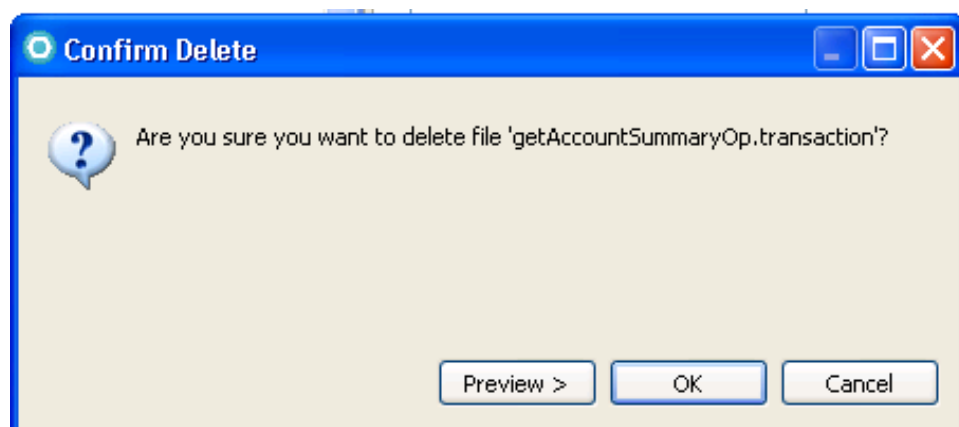 Confirm Delete
Are you sure you want to delete file 'getAccountSummaryOp.transaction'?
Preview > OK Cancel